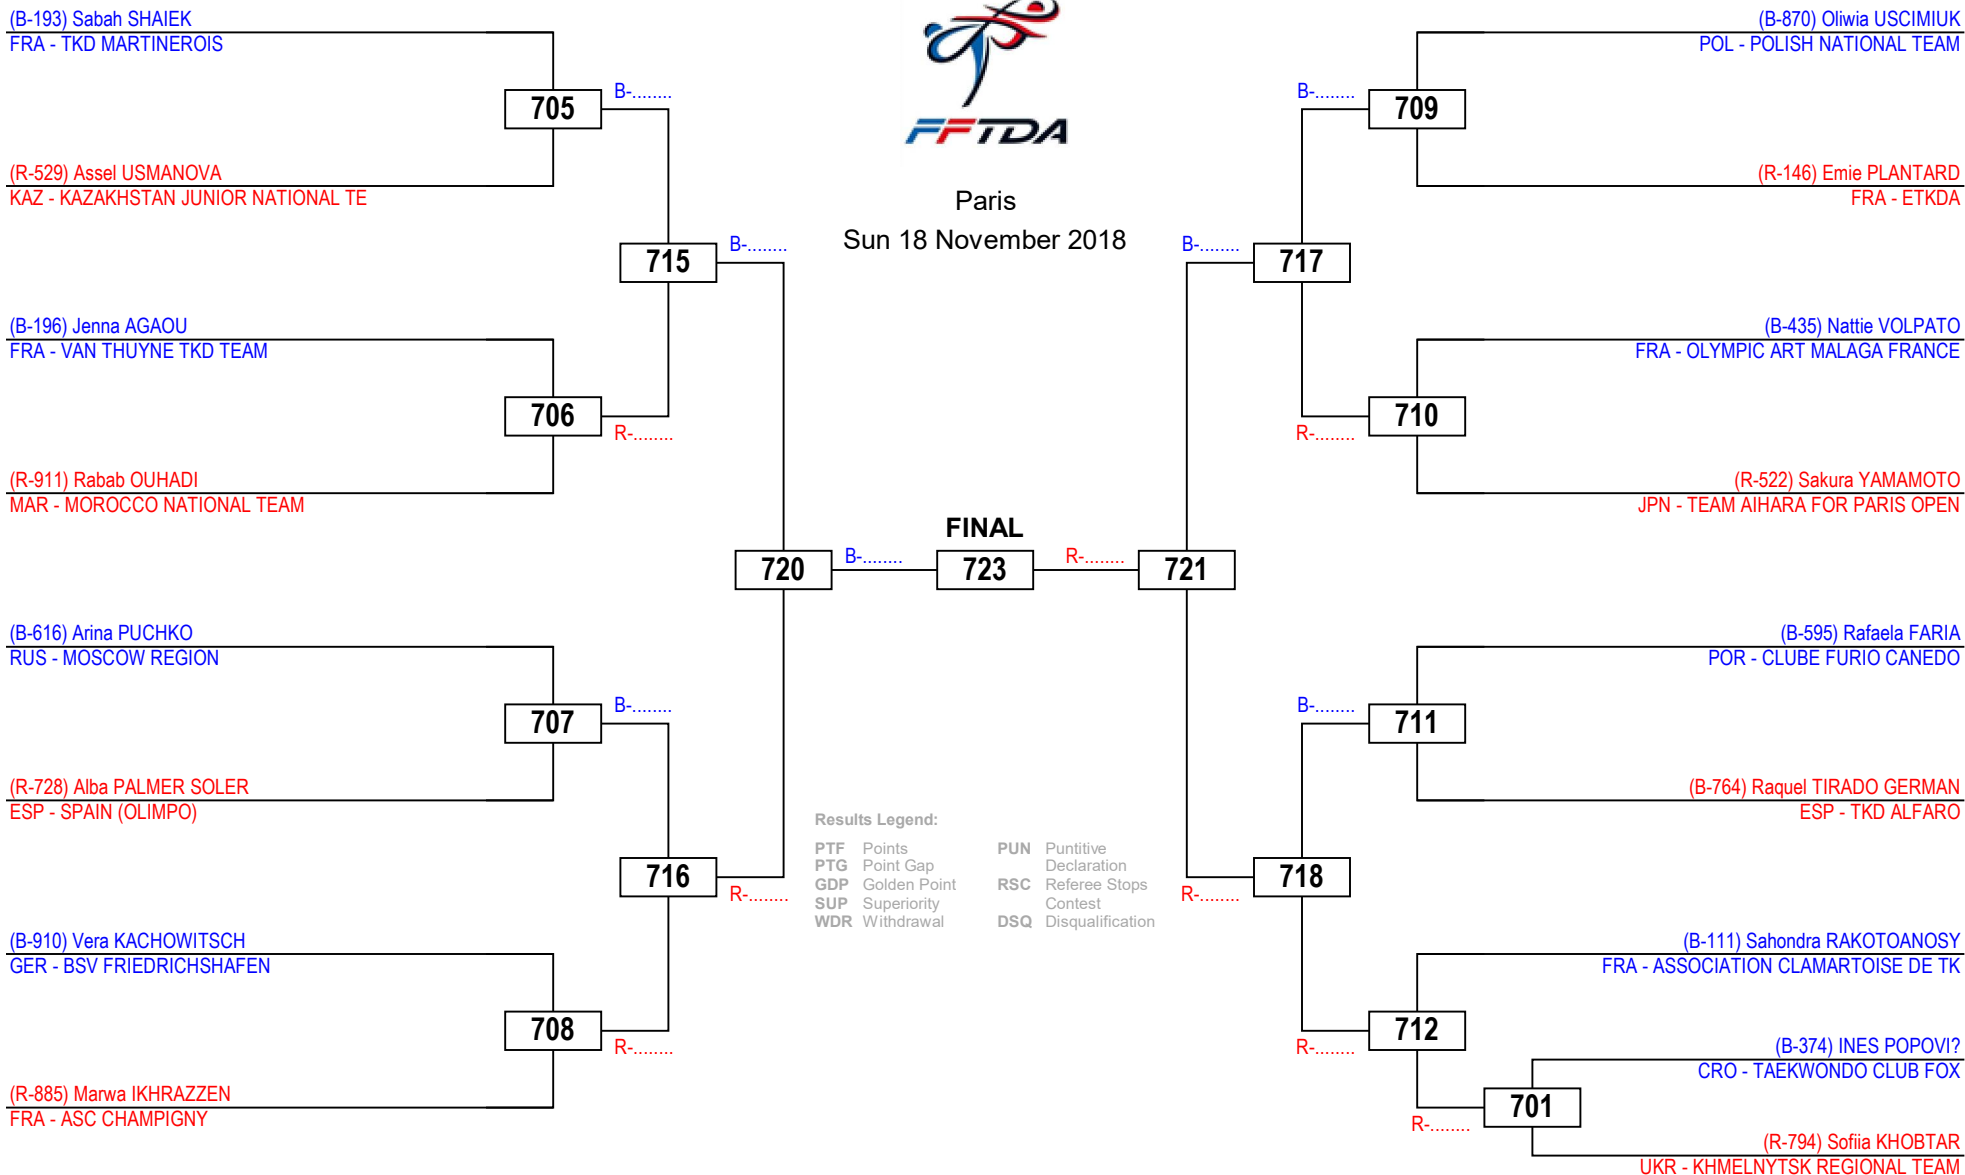 (B-193) Sabah SHAIEK
FRA - TKD MARTINEROIS
705
B-........
(R-529) Assel USMANOVA
KAZ - KAZAKHSTAN JUNIOR NATIONAL TE
715
B-........
(B-196) Jenna AGAOU
FRA - VAN THUYNE TKD TEAM
706
R-........
(R-911) Rabab OUHADI
MAR - MOROCCO NATIONAL TEAM
720
B-........
(B-616) Arina PUCHKO
RUS - MOSCOW REGION
707
B-........
(R-728) Alba PALMER SOLER
ESP - SPAIN (OLIMPO)
716
R-........
(B-910) Vera KACHOWITSCH
GER - BSV FRIEDRICHSHAFEN
708
R-........
(R-885) Marwa IKHRAZZEN
FRA - ASC CHAMPIGNY
FFTDA
Paris
Sun 18 November 2018
FINAL
723
Results Legend:
PTF Points
PTG Point Gap
GDP Golden Point
SUP Superiority
WDR Withdrawal
PUN Puntitive
Declaration
RSC Referee Stops
Contest
DSQ Disqualification
(B-870) Oliwia USCIMIUK
POL - POLISH NATIONAL TEAM
B-........
709
(R-146) Emie PLANTARD
FRA - ETKDA
B-........
717
(B-435) Nattie VOLPATO
FRA - OLYMPIC ART MALAGA FRANCE
710
R-........
(R-522) Sakura YAMAMOTO
JPN - TEAM AIHARA FOR PARIS OPEN
R-........
721
(B-595) Rafaela FARIA
POR - CLUBE FURIO CANEDO
B-........
711
(B-764) Raquel TIRADO GERMAN
ESP - TKD ALFARO
718
R-........
(B-111) Sahondra RAKOTOANOSY
FRA - ASSOCIATION CLAMARTOISE DE TK
712
R-........
(B-374) INES POPOVI?
CRO - TAEKWONDO CLUB FOX
701
R-........
(R-794) Sofiia KHOBTAR
UKR - KHMELNYTSK REGIONAL TEAM